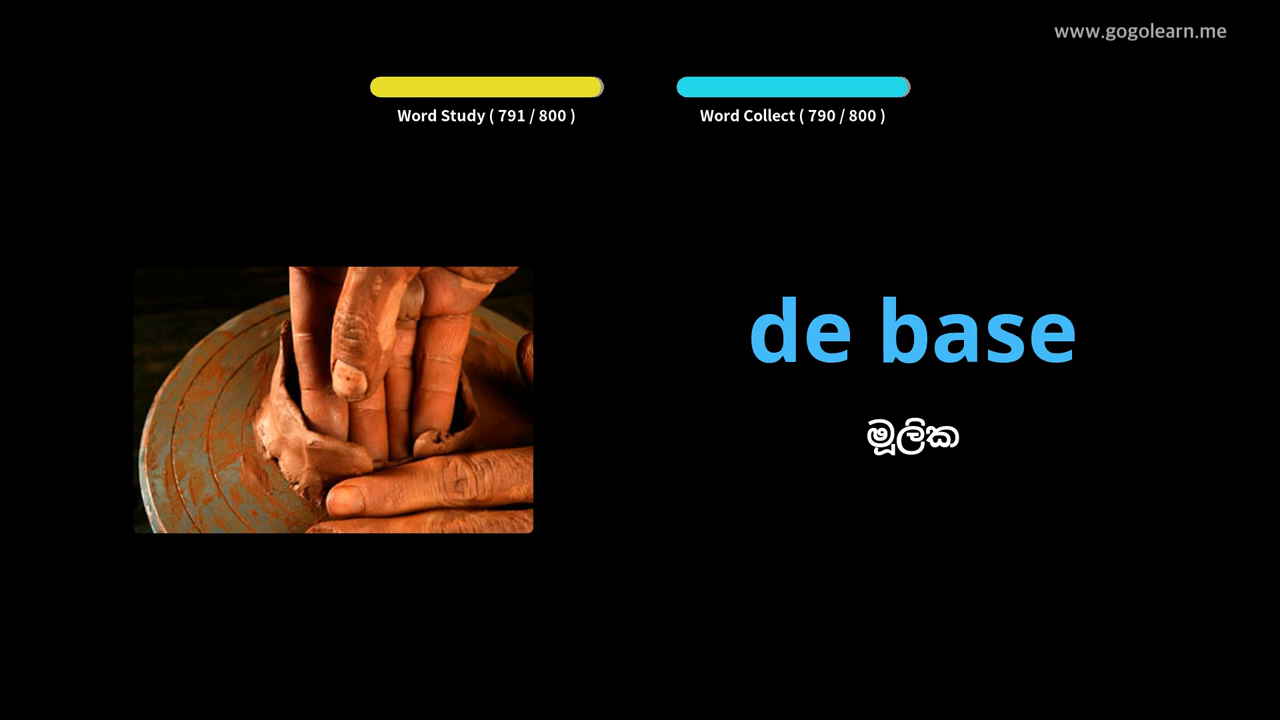 www.gogolearn.me
Word Study ( 791 / 800 )
Word Collect ( 790 / 800 )
de base
මූලික